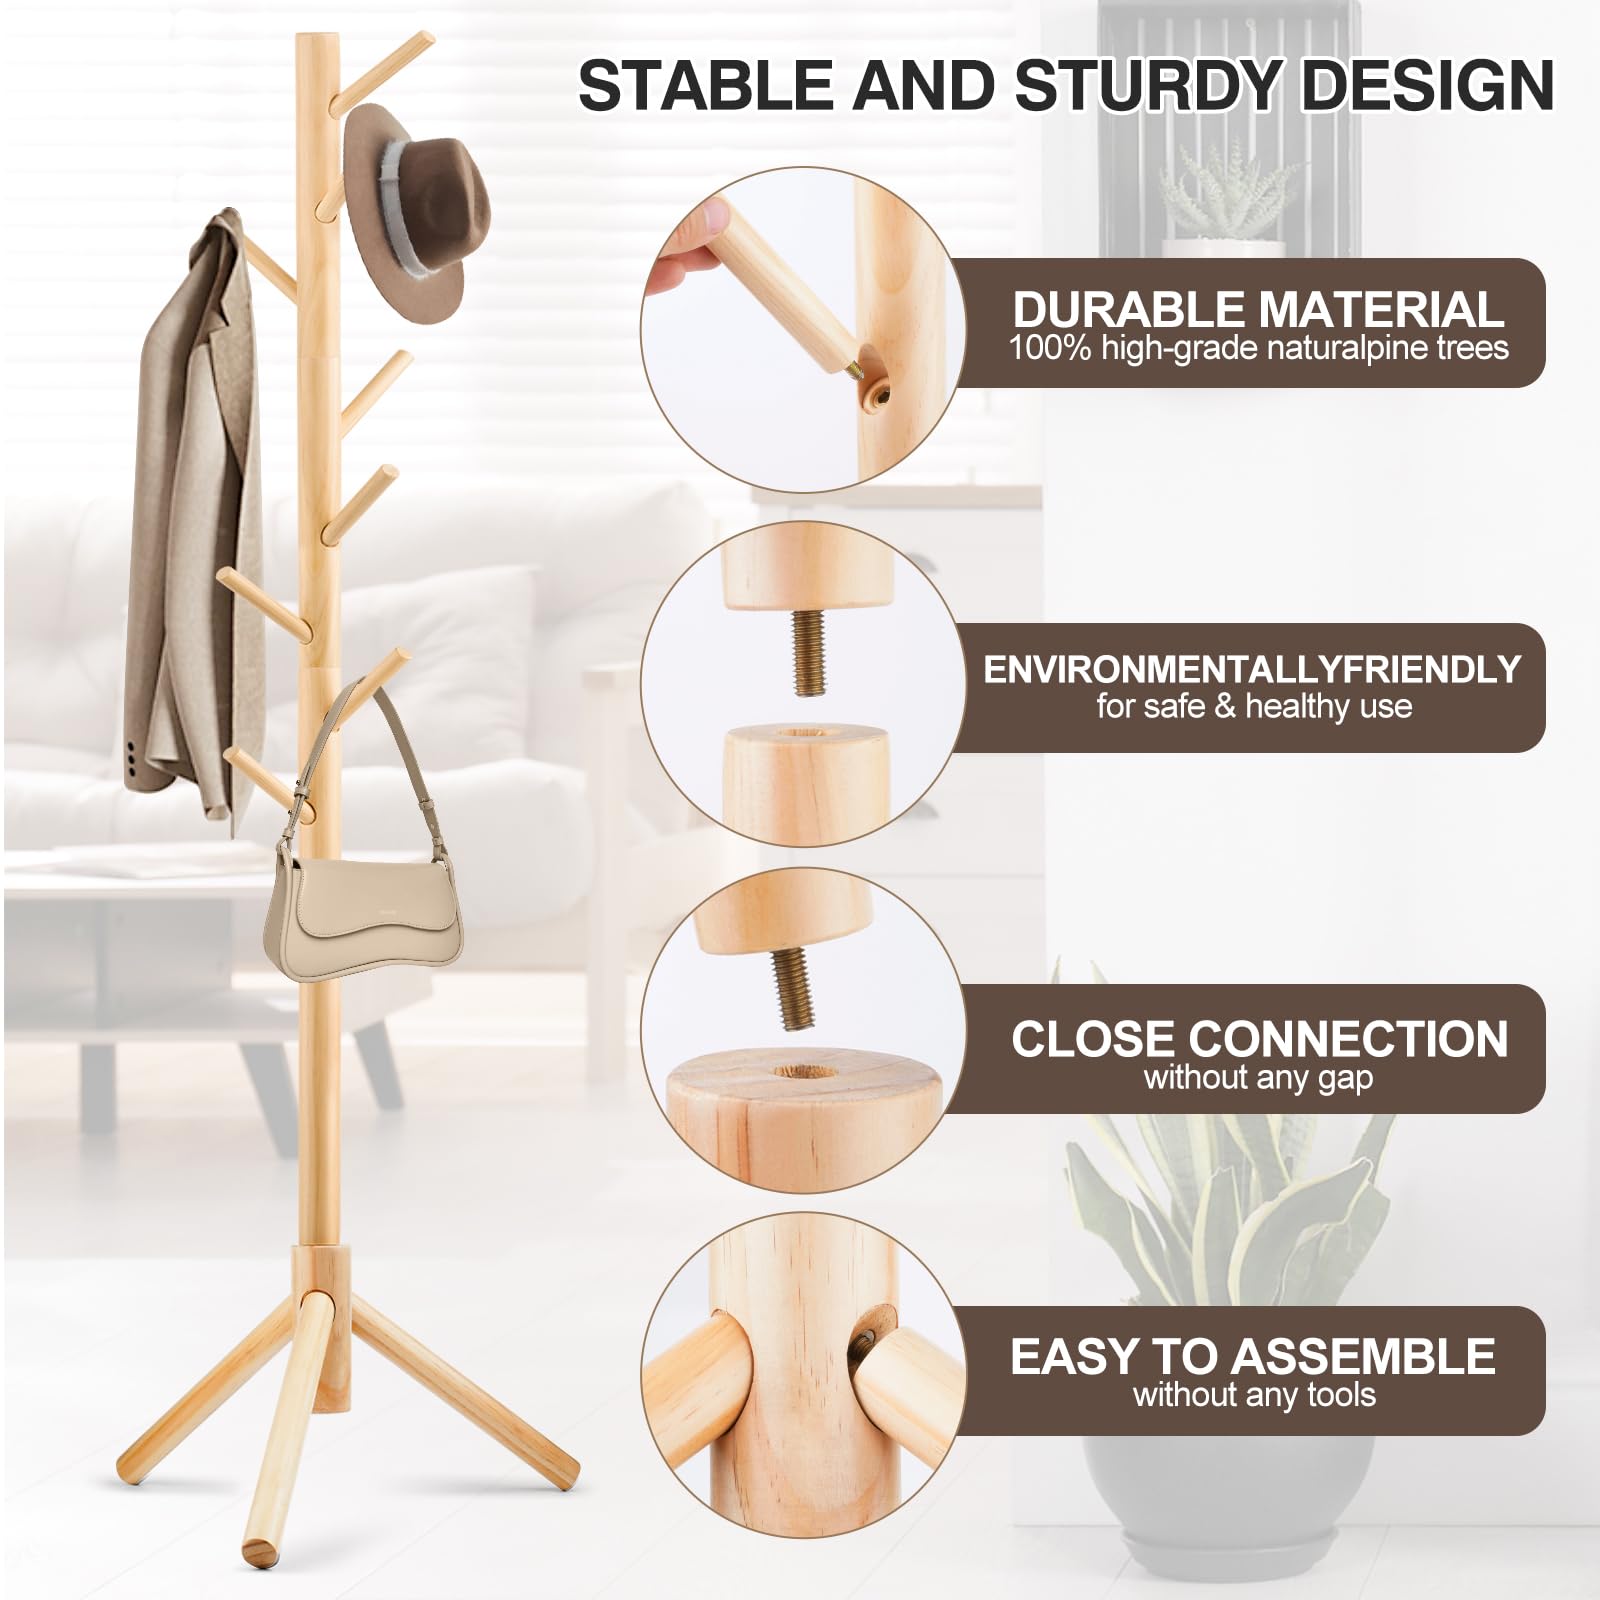 STABLE AND STURDY DESIGN
DURABLE MATERIAL
100% high-grade naturalpine trees
ENVIRONMENTALLYFRIENDLY
for safe & healthy use
CLOSE CONNECTION
without any gap
EASY TO ASSEMBLE
without any tools